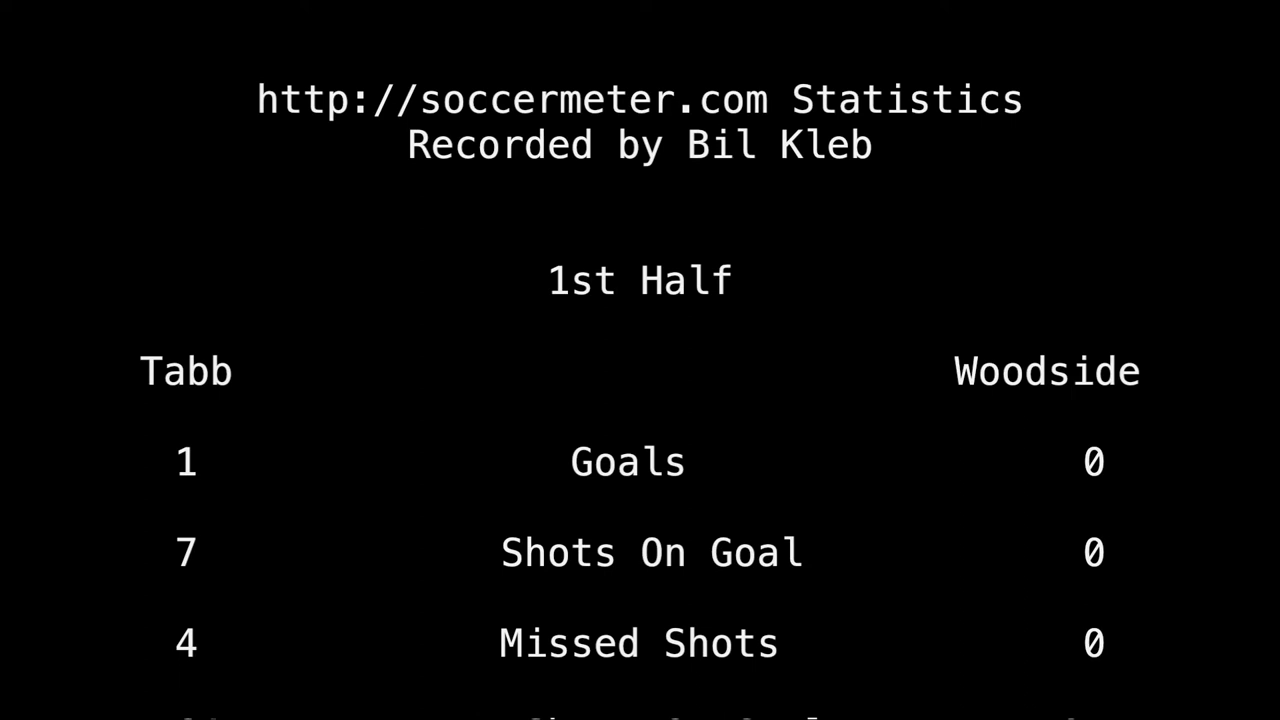 http://soccermeter.com Statistics
Recorded by Bil Kleb
1st Half
Tabb Woodside
1 Goals 0
7 Shots On Goal 0
4 Missed Shots 0